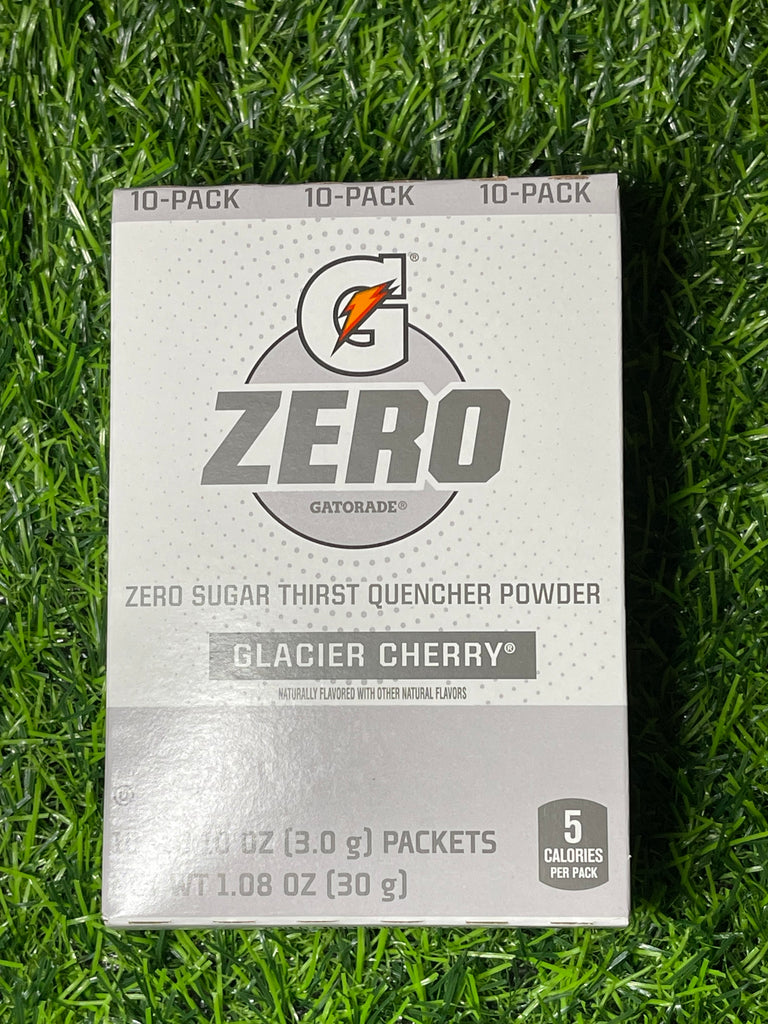 10-PACK 10-PACK 10-PACK
G®
ZERO
GATORADE®
ZERO SUGAR THIRST QUENCHER POWDER
GLACIER CHERRY®
NATURALLY FLAVORED WITH OTHER NATURAL FLAVORS
U
10 OZ (3.0 g) PACKETS
WT 1.08 OZ (30 g)
5
CALORIES
PER PACK